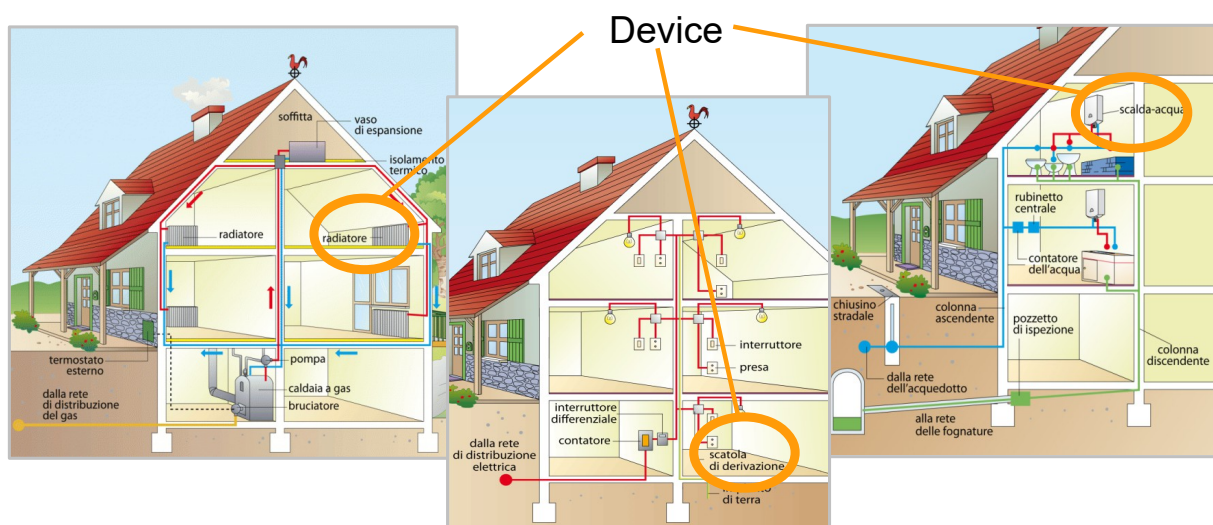 Device
soffitta
vaso
di espansione
isolamento
termico
radiatore
radiatore
termostato
esterno
pompa
caldaia a gas
bruciatore
dalla rete
di distribuzione
del gas
interruttore
presa
interruttore
differenziale
contatore
scatola
di derivazione
dalla rete
di distribuzione
elettrica
di terra
scalda-acqua
rubinetto
centrale
contatore
dell'acqua
chiusino
stradale
colonna
ascendente
pozzetto
di ispezione
colonna
discendente
dalla rete
dell'acquedotto
alla rete
delle fognature